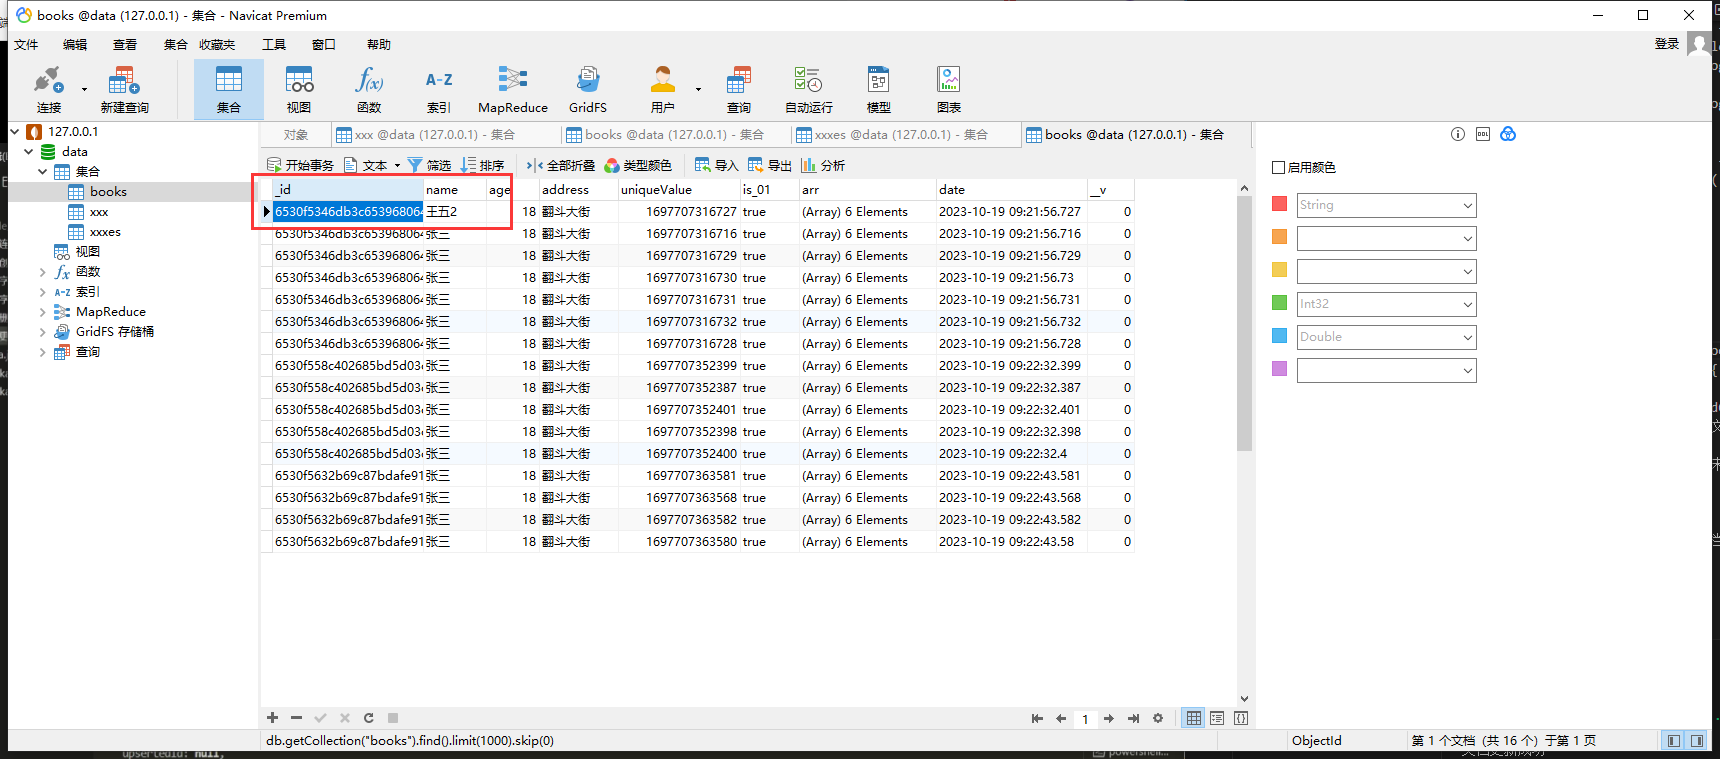 books @data (127.0.0.1) - 集合 - Navicat Premium
文件 编辑 查看 集合 收藏夹 工具 窗口 帮助 登录
连接 新建查询 集合 视图 函数 索引 MapReduce GridFS 用户 查询 自动运行 模型 图表
127.0.0.1
data
集合
books
xxx
xxxes
视图
函数
索引
MapReduce
GridFS 存储桶
查询
对象 xxx @data (127.0.0.1) - 集合 books @data (127.0.0.1) - 集合 xxxes @data (127.0.0.1) - 集合 books @data (127.0.0.1) - 集合
开始事务 文本 筛选 排序 全部折叠 类型颜色 导入 导出 分析
_id name age address uniqueValue is_01 arr date __v
6530f5346db3c65396806 王五2 18 翻斗大街 1697707316727 true (Array) 6 Elements 2023-10-19 09:21:56.727 0
6530f5346db3c65396806 张三 18 翻斗大街 1697707316716 true (Array) 6 Elements 2023-10-19 09:21:56.716 0
6530f5346db3c65396806 张三 18 翻斗大街 1697707316729 true (Array) 6 Elements 2023-10-19 09:21:56.729 0
6530f5346db3c65396806 张三 18 翻斗大街 1697707316730 true (Array) 6 Elements 2023-10-19 09:21:56.73 0
6530f5346db3c65396806 张三 18 翻斗大街 1697707316731 true (Array) 6 Elements 2023-10-19 09:21:56.731 0
6530f5346db3c65396806 张三 18 翻斗大街 1697707316732 true (Array) 6 Elements 2023-10-19 09:21:56.732 0
6530f5346db3c65396806 张三 18 翻斗大街 1697707316728 true (Array) 6 Elements 2023-10-19 09:21:56.728 0
6530f558c402685bd5d03 张三 18 翻斗大街 1697707352399 true (Array) 6 Elements 2023-10-19 09:22:32.399 0
6530f558c402685bd5d03 张三 18 翻斗大街 1697707352387 true (Array) 6 Elements 2023-10-19 09:22:32.387 0
6530f558c402685bd5d03 张三 18 翻斗大街 1697707352401 true (Array) 6 Elements 2023-10-19 09:22:32.401 0
6530f558c402685bd5d03 张三 18 翻斗大街 1697707352398 true (Array) 6 Elements 2023-10-19 09:22:32.398 0
6530f558c402685bd5d03 张三 18 翻斗大街 1697707352400 true (Array) 6 Elements 2023-10-19 09:22:32.4 0
6530f5632b69c87bdafe91 张三 18 翻斗大街 1697707363581 true (Array) 6 Elements 2023-10-19 09:22:43.581 0
6530f5632b69c87bdafe91 张三 18 翻斗大街 1697707363568 true (Array) 6 Elements 2023-10-19 09:22:43.568 0
6530f5632b69c87bdafe91 张三 18 翻斗大街 1697707363582 true (Array) 6 Elements 2023-10-19 09:22:43.582 0
6530f5632b69c87bdafe91 张三 18 翻斗大街 1697707363580 true (Array) 6 Elements 2023-10-19 09:22:43.58 0
启用颜色
String
Int32
Double
1
db.getCollection("books").find().limit(1000).skip(0) ObjectId 第 1 个文档 (共 16 个) 于第 1 页